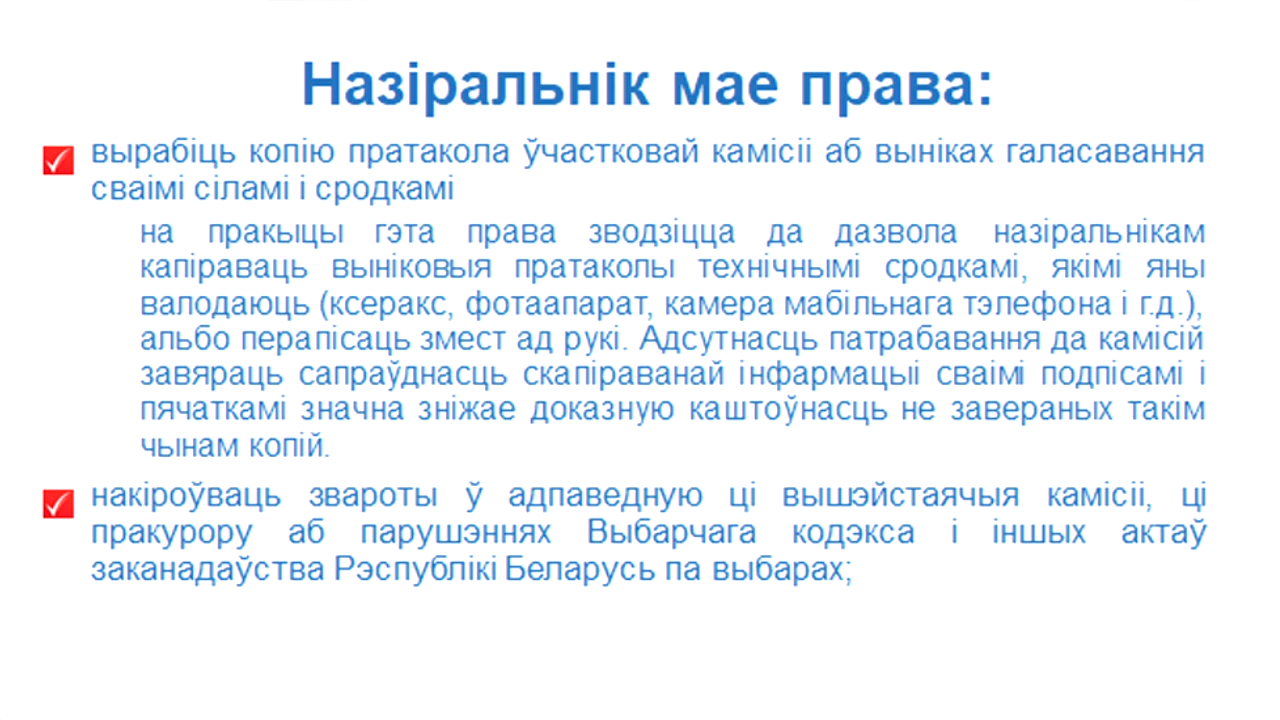 Назіральнік мае права:
вырабіць копію пратакола ўчастковай камісіі аб выніках галасавання
сваімі сіламі і сродкамі
на пракыцы гэта права зводзіцца да дазвола назіральнікам
капіраваць выніковыя пратаколы технічнымі сродкамі, якімі яны
валодаюць (ксеракс, фотаапарат, камера мабільнага тэлефона і г.д.),
альбо перапісаць змест ад рукі. Адсутнасць патрабавання да камісій
завяраць сапраўднасць скапіраванай інфармацыі сваімі подпісамі і
пячаткамі значна зніжае доказную каштоўнасць не завераных такім
чынам копій.
накіроўваць звароты ў адпаведную ці вышэйстаячыя камісіі, ці
пракурору аб парушэннях Выбарчага кодэкса і іншых актаў
заканадаўства Рэспублікі Беларусь па выбарах;